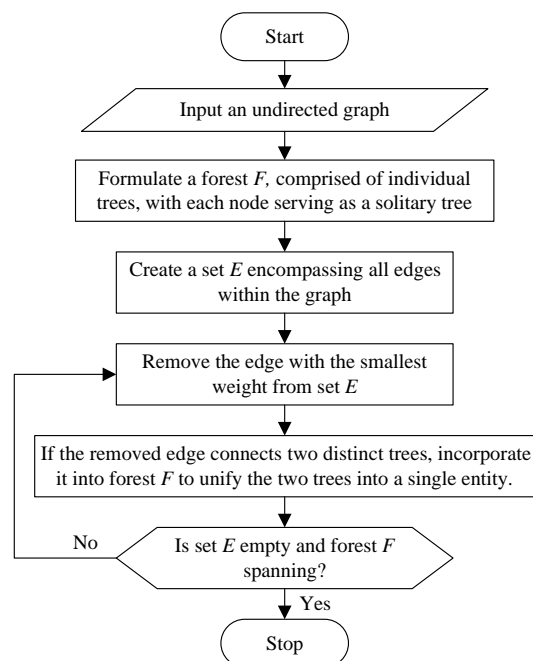 Start
Input an undirected graph
Formulate a forest F, comprised of individual
trees, with each node serving as a solitary tree
Create a set E encompassing all edges
within the graph
Remove the edge with the smallest
weight from set E
If the removed edge connects two distinct trees, incorporate
it into forest F to unify the two trees into a single entity.
No
Is set E empty and forest F
spanning?
Yes
Stop